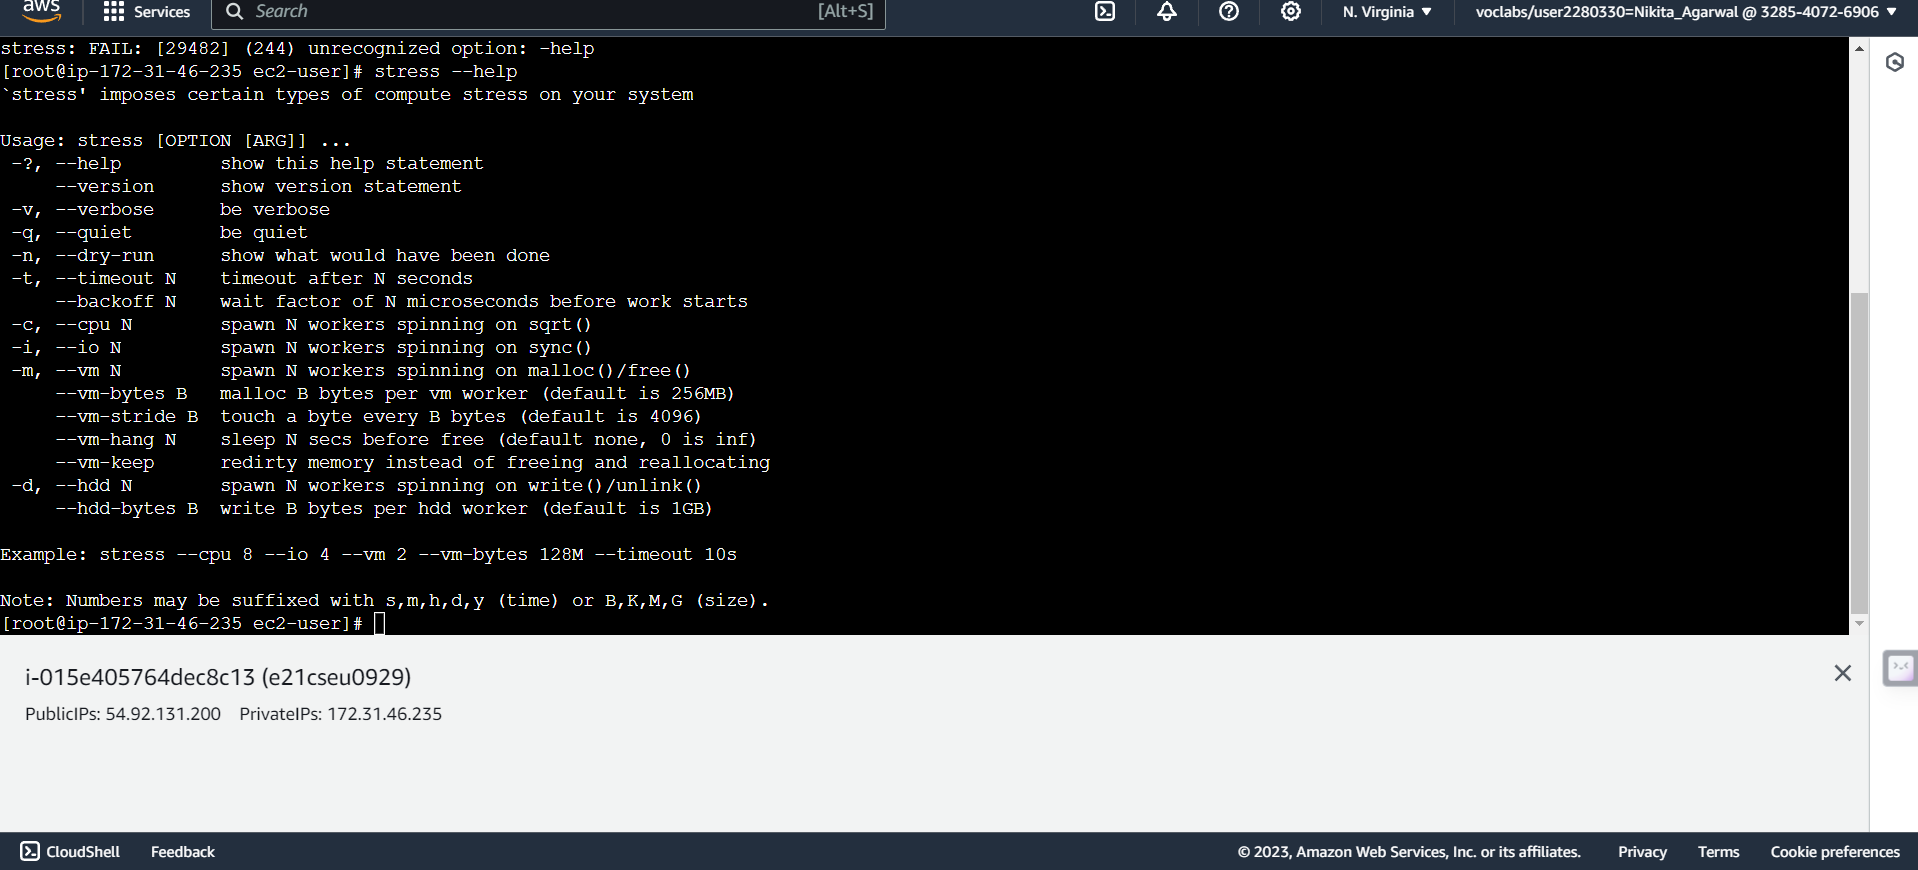 aws
Services
Search
[Alt+S]
N. Virginia ▼
voclabs/user2280330=Nikita_Agarwal @ 3285-4072-6906 ▼
stress: FAIL: [29482] (244) unrecognized option: -help
[root@ip-172-31-46-235 ec2-user]# stress --help
`stress' imposes certain types of compute stress on your system
Usage: stress [OPTION [ARG]] ...
 -?, --help         show this help statement
     --version      show version statement
 -v, --verbose      be verbose
 -q, --quiet        be quiet
 -n, --dry-run      show what would have been done
 -t, --timeout N    timeout after N seconds
     --backoff N    wait factor of N microseconds before work starts
 -c, --cpu N        spawn N workers spinning on sqrt()
 -i, --io N         spawn N workers spinning on sync()
 -m, --vm N         spawn N workers spinning on malloc()/free()
     --vm-bytes B   malloc B bytes per vm worker (default is 256MB)
     --vm-stride B  touch a byte every B bytes (default is 4096)
     --vm-hang N    sleep N secs before free (default none, 0 is inf)
     --vm-keep      redirty memory instead of freeing and reallocating
 -d, --hdd N        spawn N workers spinning on write()/unlink()
     --hdd-bytes B  write B bytes per hdd worker (default is 1GB)
Example: stress --cpu 8 --io 4 --vm 2 --vm-bytes 128M --timeout 10s
Note: Numbers may be suffixed with s,m,h,d,y (time) or B,K,M,G (size).
[root@ip-172-31-46-235 ec2-user]#
i-015e405764dec8c13 (e21cseu0929)
PublicIPs: 54.92.131.200 PrivateIPs: 172.31.46.235
CloudShell Feedback © 2023, Amazon Web Services, Inc. or its affiliates. Privacy Terms Cookie preferences